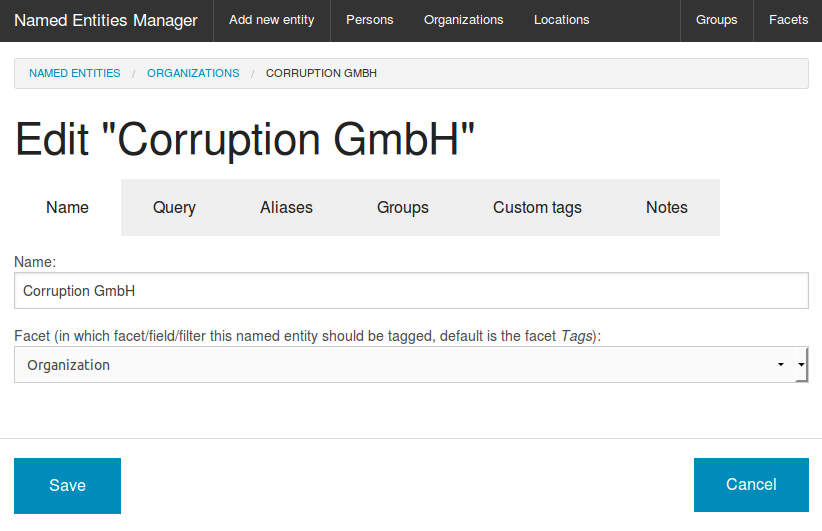 Named Entities Manager Add new entity Persons Organizations Locations Groups Facets
NAMED ENTITIES / ORGANIZATIONS / CORRUPTION GMBH
Edit "Corruption GmbH"
Name Query Aliases Groups Custom tags Notes
Name:
Corruption GmbH
Facet (in which facet/field/filter this named entity should be tagged, default is the facet Tags):
Organization
Save Cancel